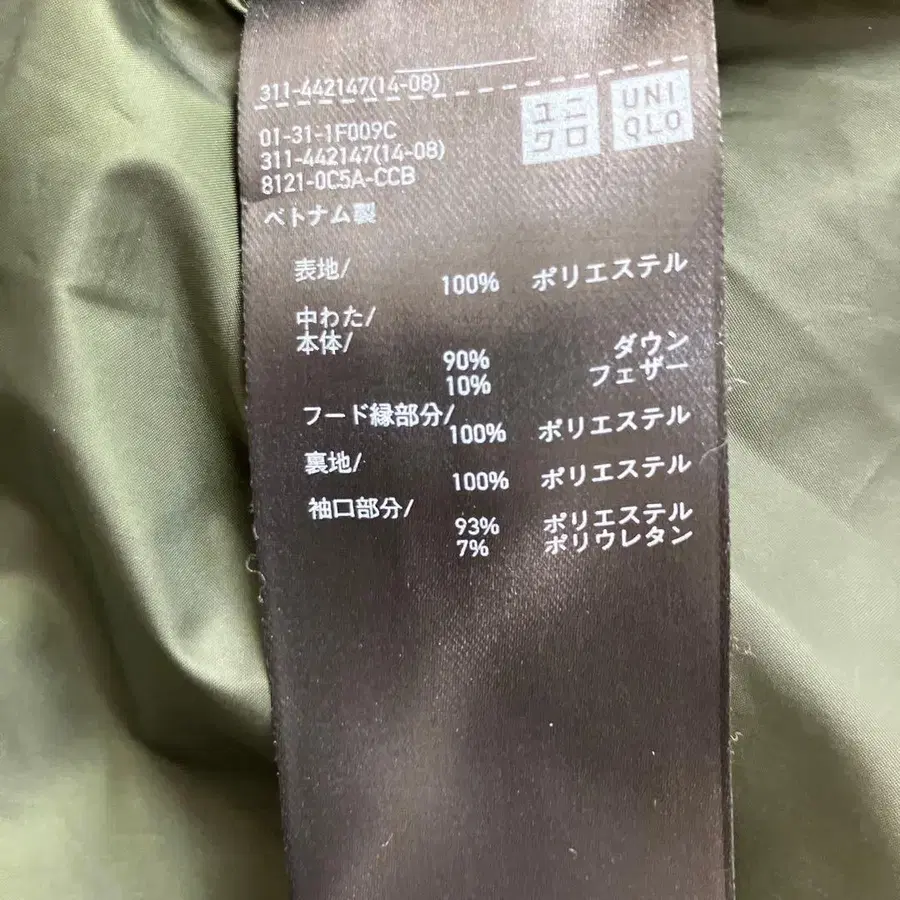 311-442147(14-08)
ユニクロ
UNIQLO
01-31-1F009C
311-442147(14-08)
8121-0C5A-CCB
ベトナム製
表地/
100% ポリエステル
中わた/
本体/
90% ダウン
10% フェザー
フード縁部分/
100% ポリエステル
裏地/
100% ポリエステル
袖口部分/
93% ポリエステル
7% ポリウレタン